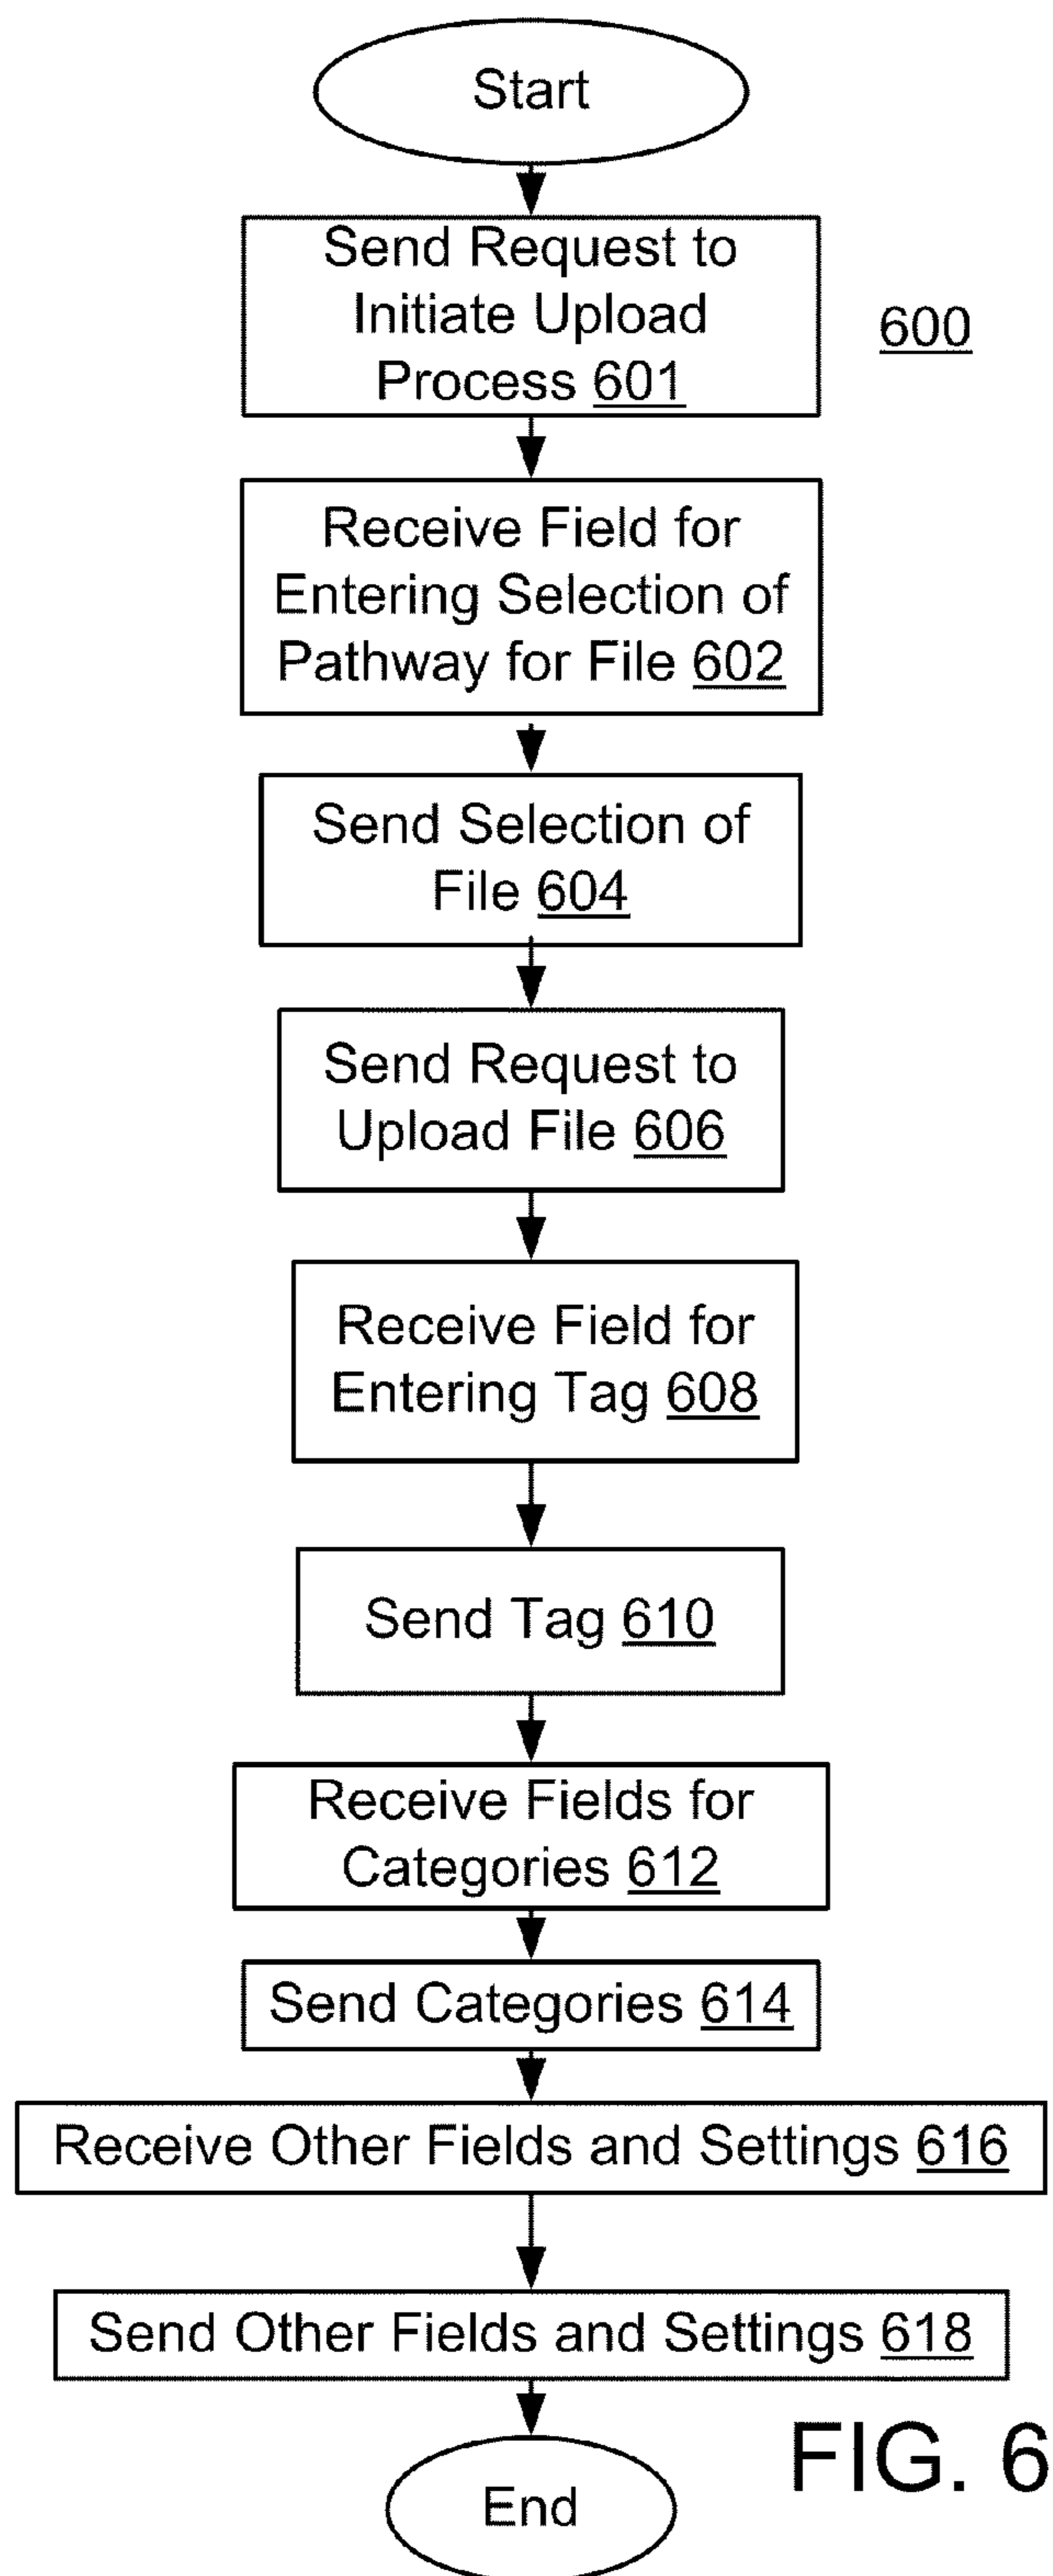 Start
Send Request to
Initiate Upload
Process 601
600
Receive Field for
Entering Selection of
Pathway for File 602
Send Selection of
File 604
Send Request to
Upload File 606
Receive Field for
Entering Tag 608
Send Tag 610
Receive Fields for
Categories 612
Send Categories 614
Receive Other Fields and Settings 616
Send Other Fields and Settings 618
FIG. 6
End